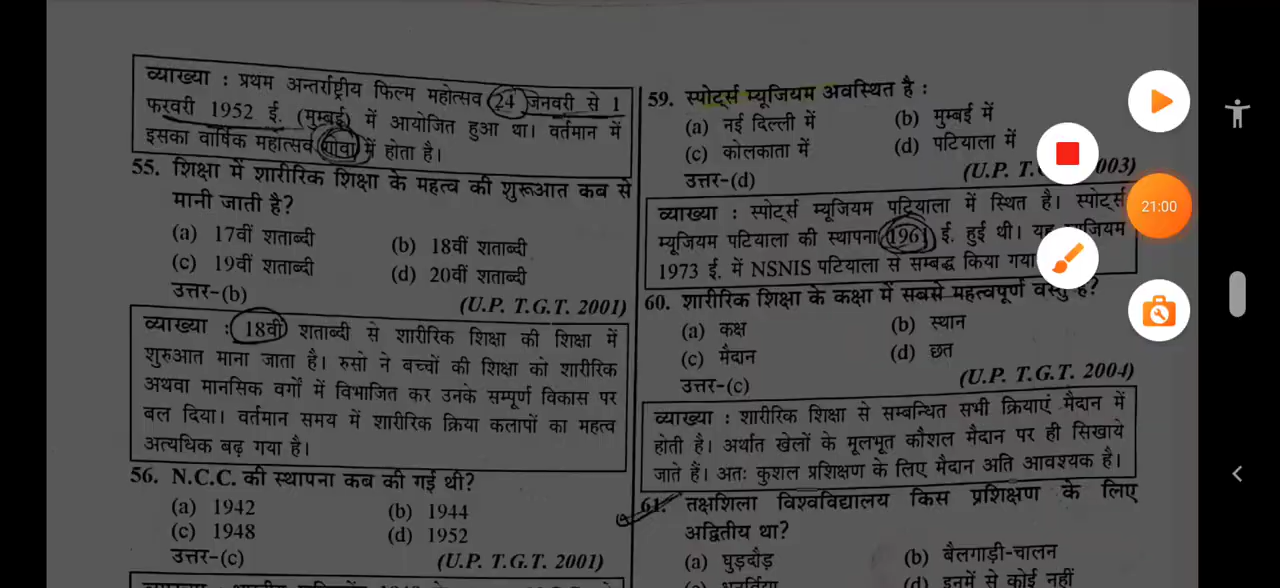 व्याख्या : प्रथम अन्तर्राष्ट्रीय फिल्म महोत्सव 24 जनवरी से 1
फरवरी 1952 ई. (मुम्बई) में आयोजित हुआ था। वर्तमान में
इसका वार्षिक महोत्सव गोवा में होता है।
55. शिक्षा में शारीरिक शिक्षा के महत्व की शुरूआत कब से
मानी जाती है?
(a) 17वीं शताब्दी (b) 18वीं शताब्दी
(c) 19वीं शताब्दी (d) 20वीं शताब्दी
उत्तर-(b) (U.P. T.G.T. 2001)
व्याख्या : 18वीं शताब्दी से शारीरिक शिक्षा की शिक्षा में
शुरुआत माना जाता है। रुसो ने बच्चों की शिक्षा को शारीरिक
अथवा मानसिक वर्गों में विभाजित कर उनके सम्पूर्ण विकास पर
बल दिया। वर्तमान समय में शारीरिक क्रिया कलापों का महत्व
अत्यधिक बढ़ गया है।
56. N.C.C. की स्थापना कब की गई थी?
(a) 1942 (b) 1944
(c) 1948 (d) 1952
उत्तर-(c) (U.P. T.G.T. 2001)
59. स्पोर्ट्स म्यूजियम अवस्थित है :
(a) नई दिल्ली में (b) मुम्बई में
(c) कोलकाता में (d) पटियाला में
उत्तर-(d) (U.P. T. 003)
व्याख्या : स्पोर्ट्स म्यूजियम पटियाला में स्थित है। स्पोर्ट्स
म्यूजियम पटियाला की स्थापना 1961 ई. हुई थी। यह
1973 ई. में NSNIS पटियाला से सम्बद्ध किया गया
60. शारीरिक शिक्षा के कक्षा में सबसे महत्वपूर्ण वस्तु है?
(a) कक्ष (b) स्थान
(c) मैदान (d) छत
उत्तर-(c) (U.P. T.G.T. 2004)
व्याख्या : शारीरिक शिक्षा से सम्बन्धित सभी क्रियाएं मैदान में
होती है। अर्थात खेलों के मूलभूत कौशल मैदान पर ही सिखाये
जाते हैं। अतः कुशल प्रशिक्षण के लिए मैदान अति आवश्यक है।
61. तक्षशिला विश्वविद्यालय किस प्रशिक्षण के लिए
अद्वितीय था?
(a) घुड़दौड़ (b) बैलगाड़ी-चालन
(d) इनमें से कोई नहीं
21:00